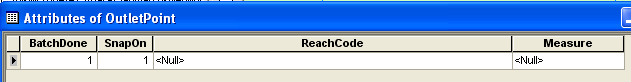 Attributes of OutletPoint
BatchDone SnapOn ReachCode Measure
1 1 <Null> <Null>